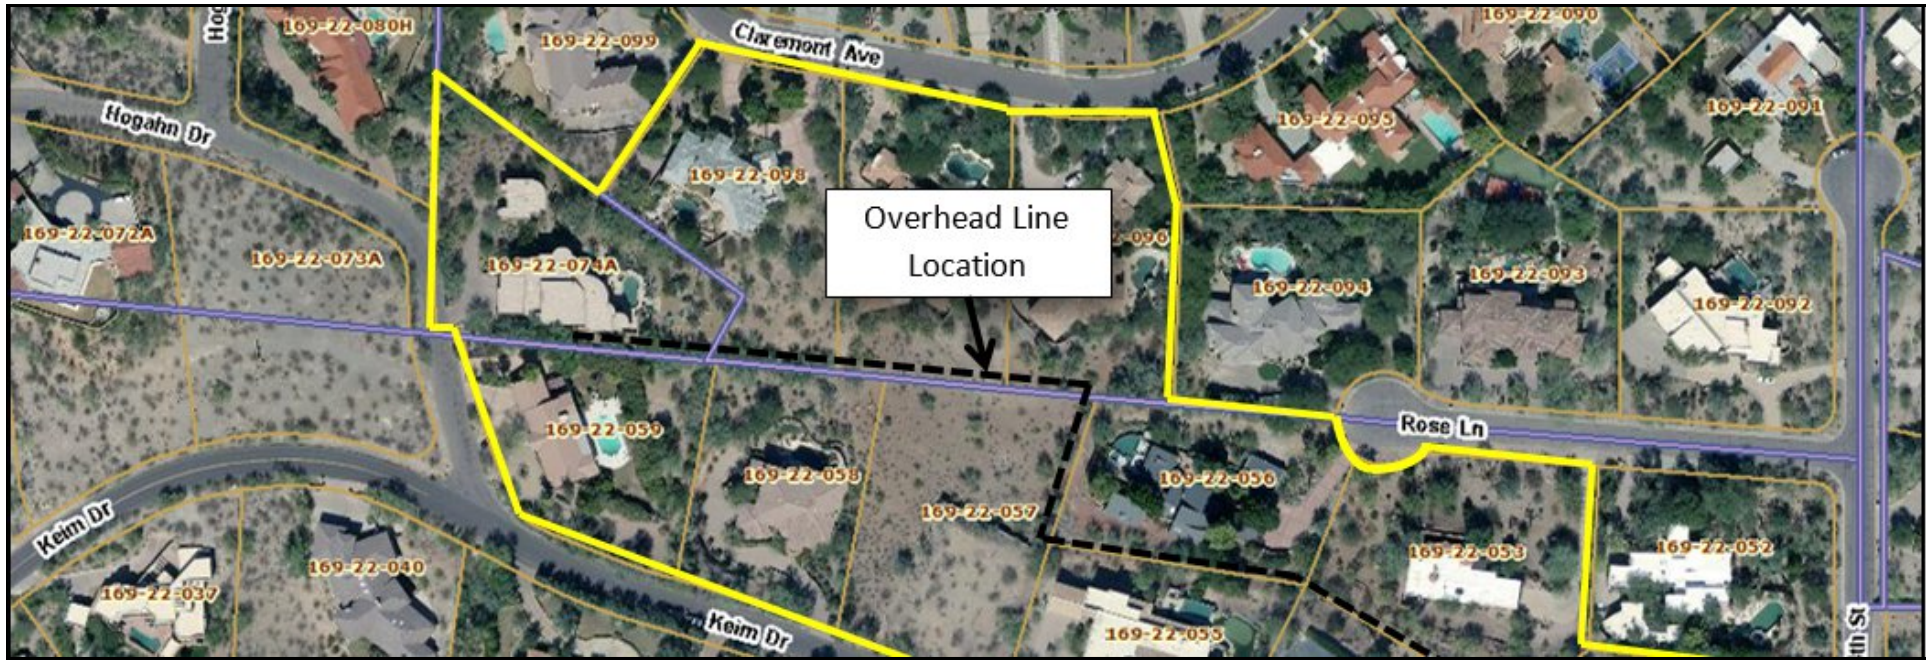 Hog
169-22-080H
169-22-099
Claremont Ave
169-22-090
169-22-091
Hogahn Dr
169-22-095
169-22-098
Overhead Line
Location
169-22-072A
169-22-073A
169-22-074A
2-096
169-22-094
169-22-093
169-22-092
169-22-059
Rose Ln
169-22-058
169-22-056
169-22-057
Keim Dr
169-22-040
169-22-053
169-22-052
169-22-037
Keim Dr
169-22-055
th St